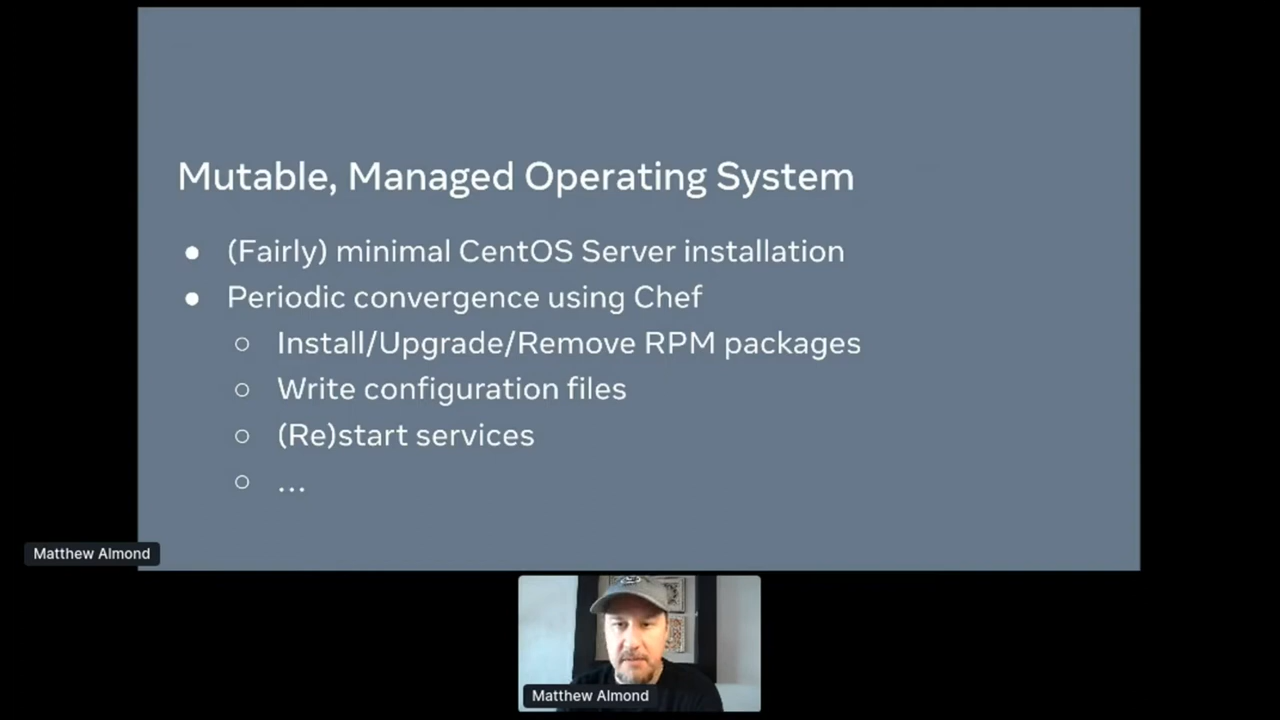 Mutable, Managed Operating System
● (Fairly) minimal CentOS Server installation
● Periodic convergence using Chef
○ Install/Upgrade/Remove RPM packages
○ Write configuration files
○ (Re)start services
○ ...
Matthew Almond
Matthew Almond